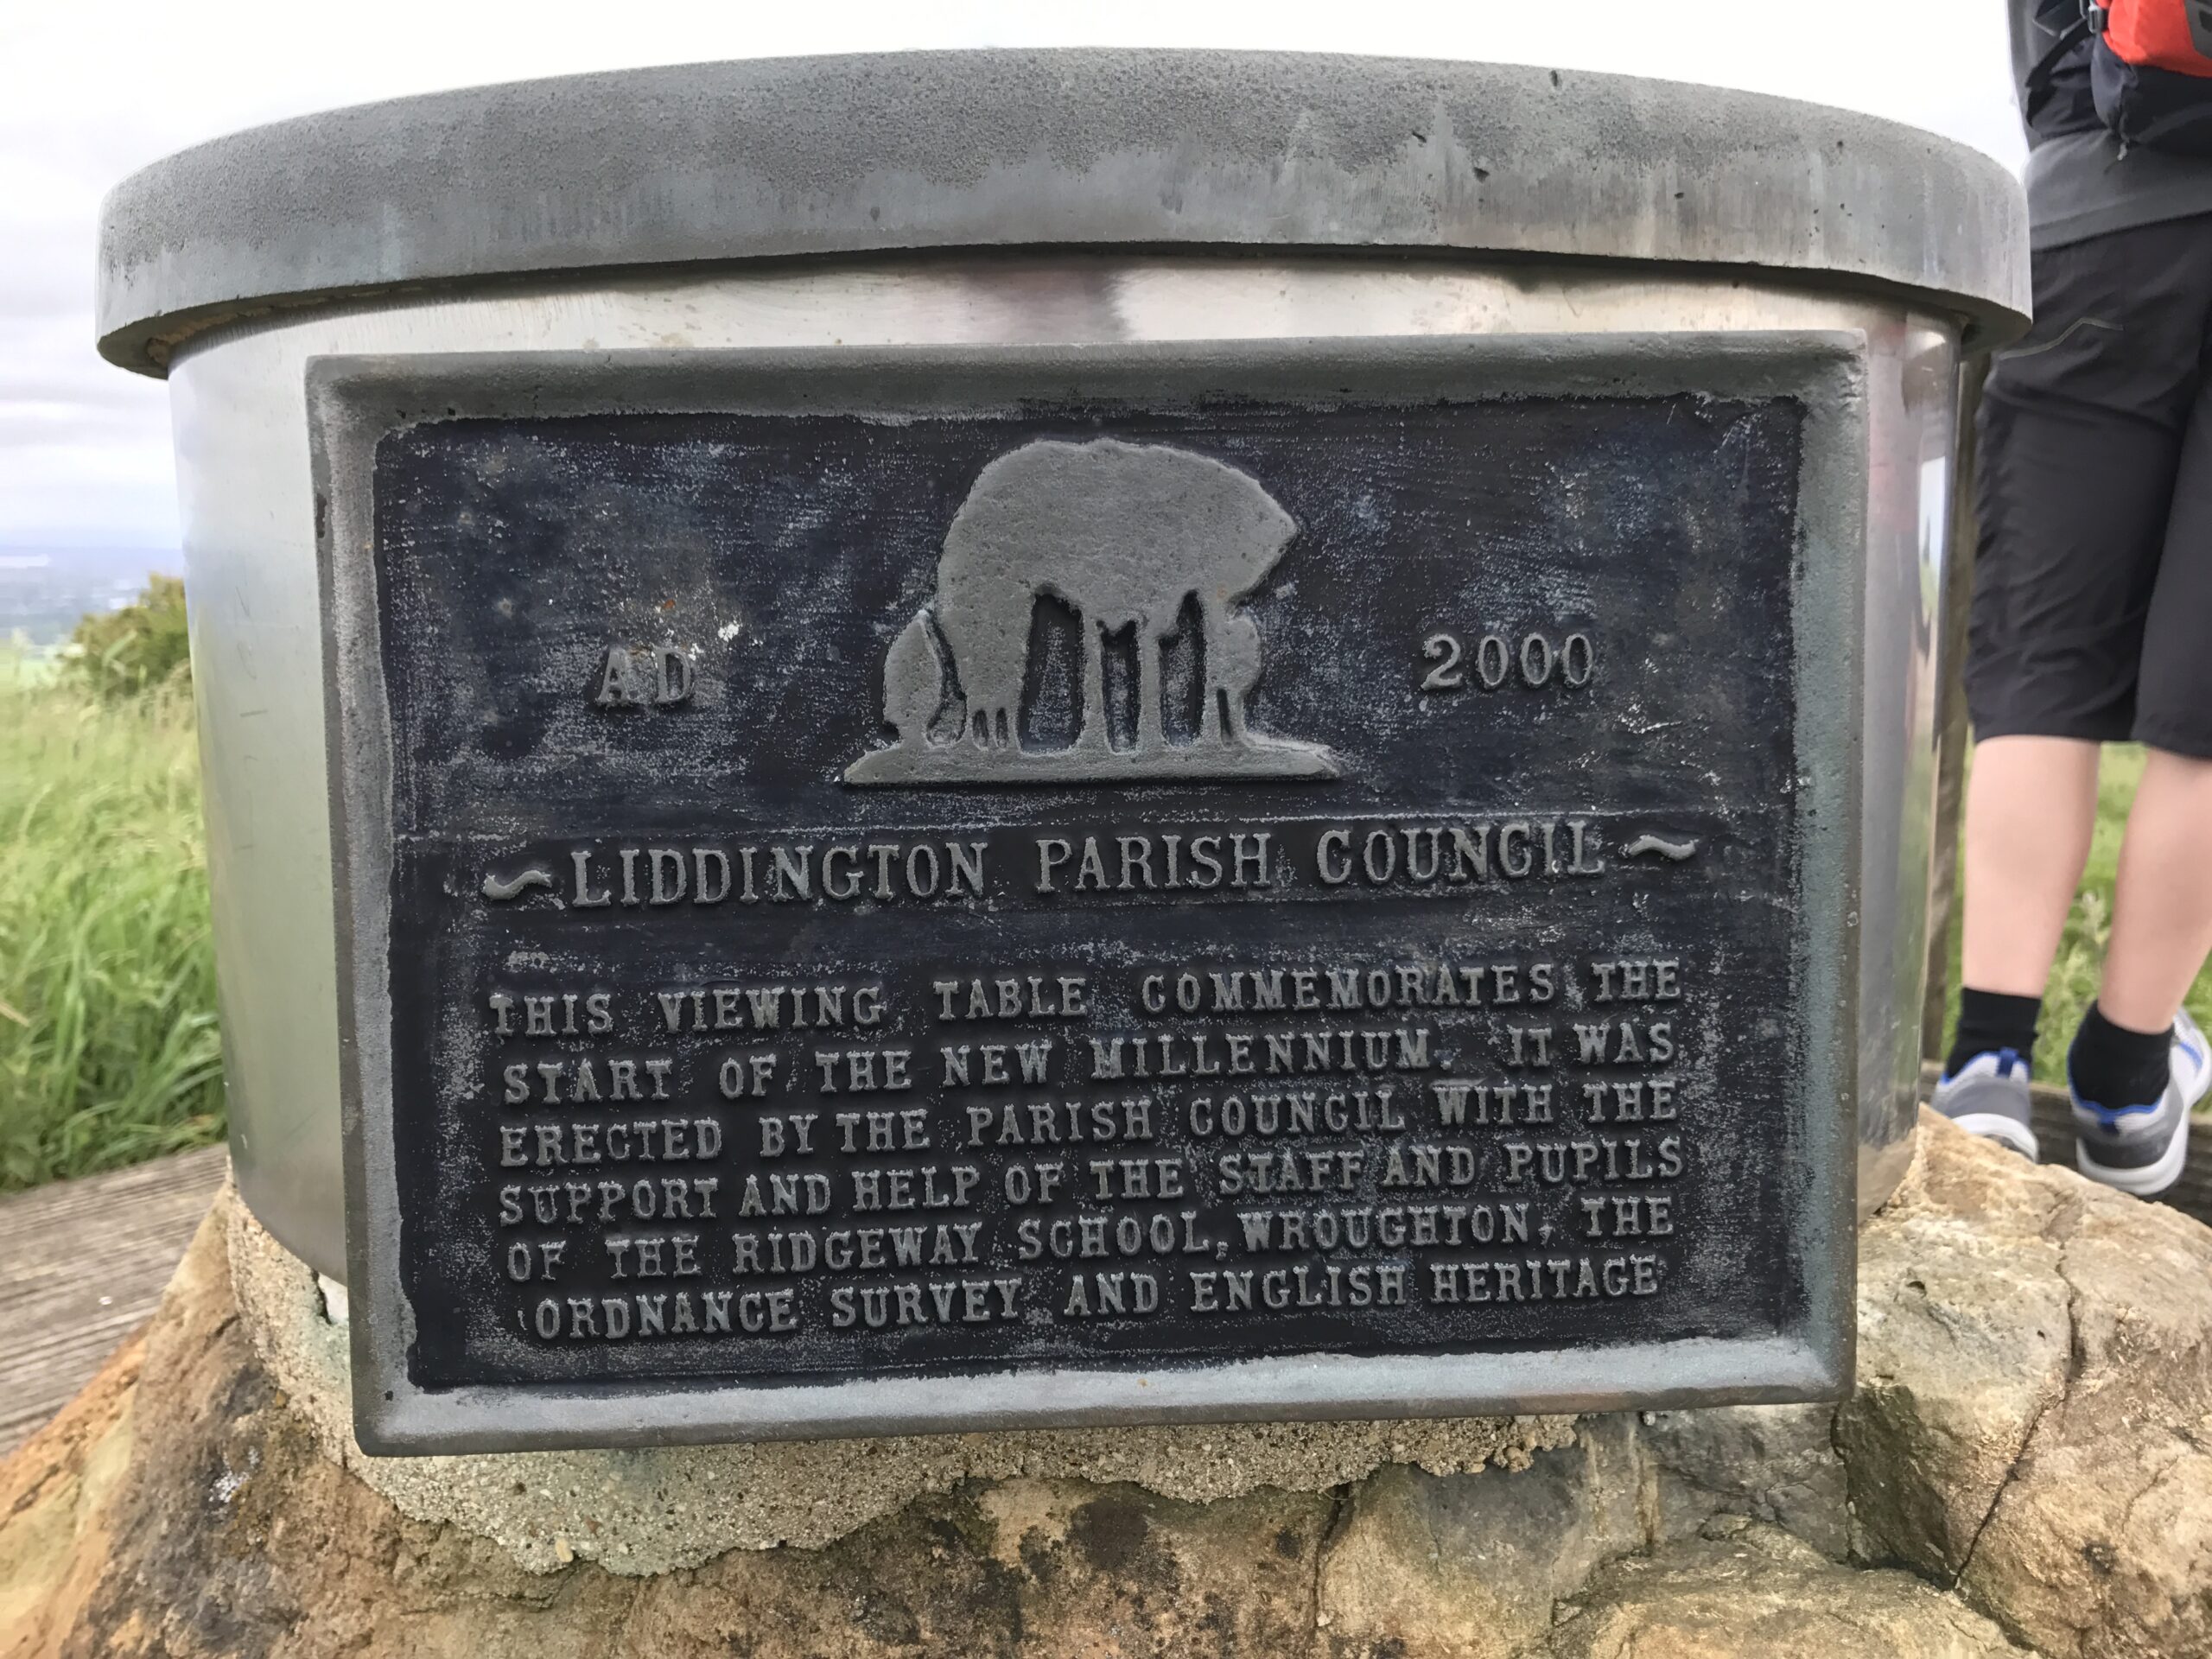 AD 2000
~LIDDINGTON PARISH COUNCIL~
THIS VIEWING TABLE COMMEMORATES THE
START OF THE NEW MILLENNIUM. IT WAS
ERECTED BY THE PARISH COUNCIL WITH THE
SUPPORT AND HELP OF THE STAFF AND PUPILS
OF THE RIDGEWAY SCHOOL, WROUGHTON, THE
ORDNANCE SURVEY AND ENGLISH HERITAGE